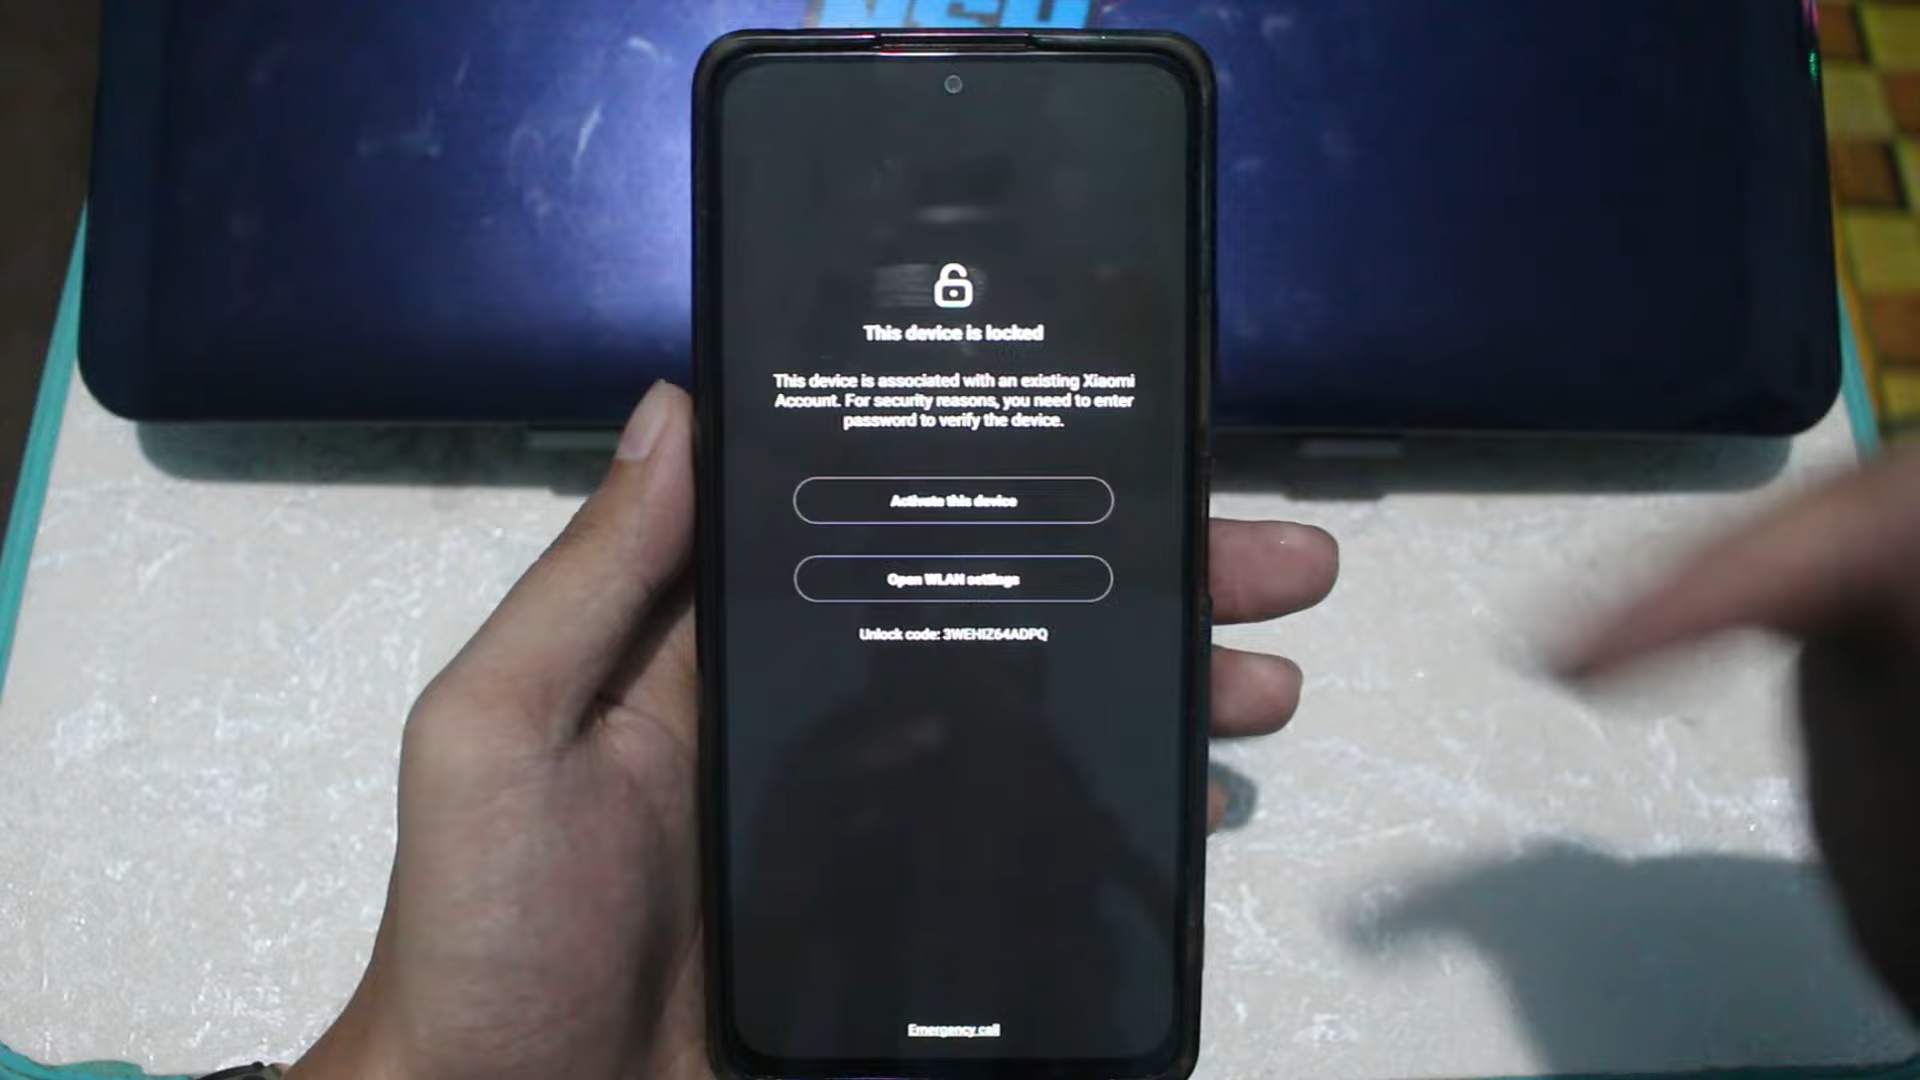 This device is locked
This device is associated with an existing Xiaomi
Account. For security reasons, you need to enter
password to verify the device.
Activate this device
Open WLAN settings
Unlock code: 3WEHIZ64ADPQ
Emergency call